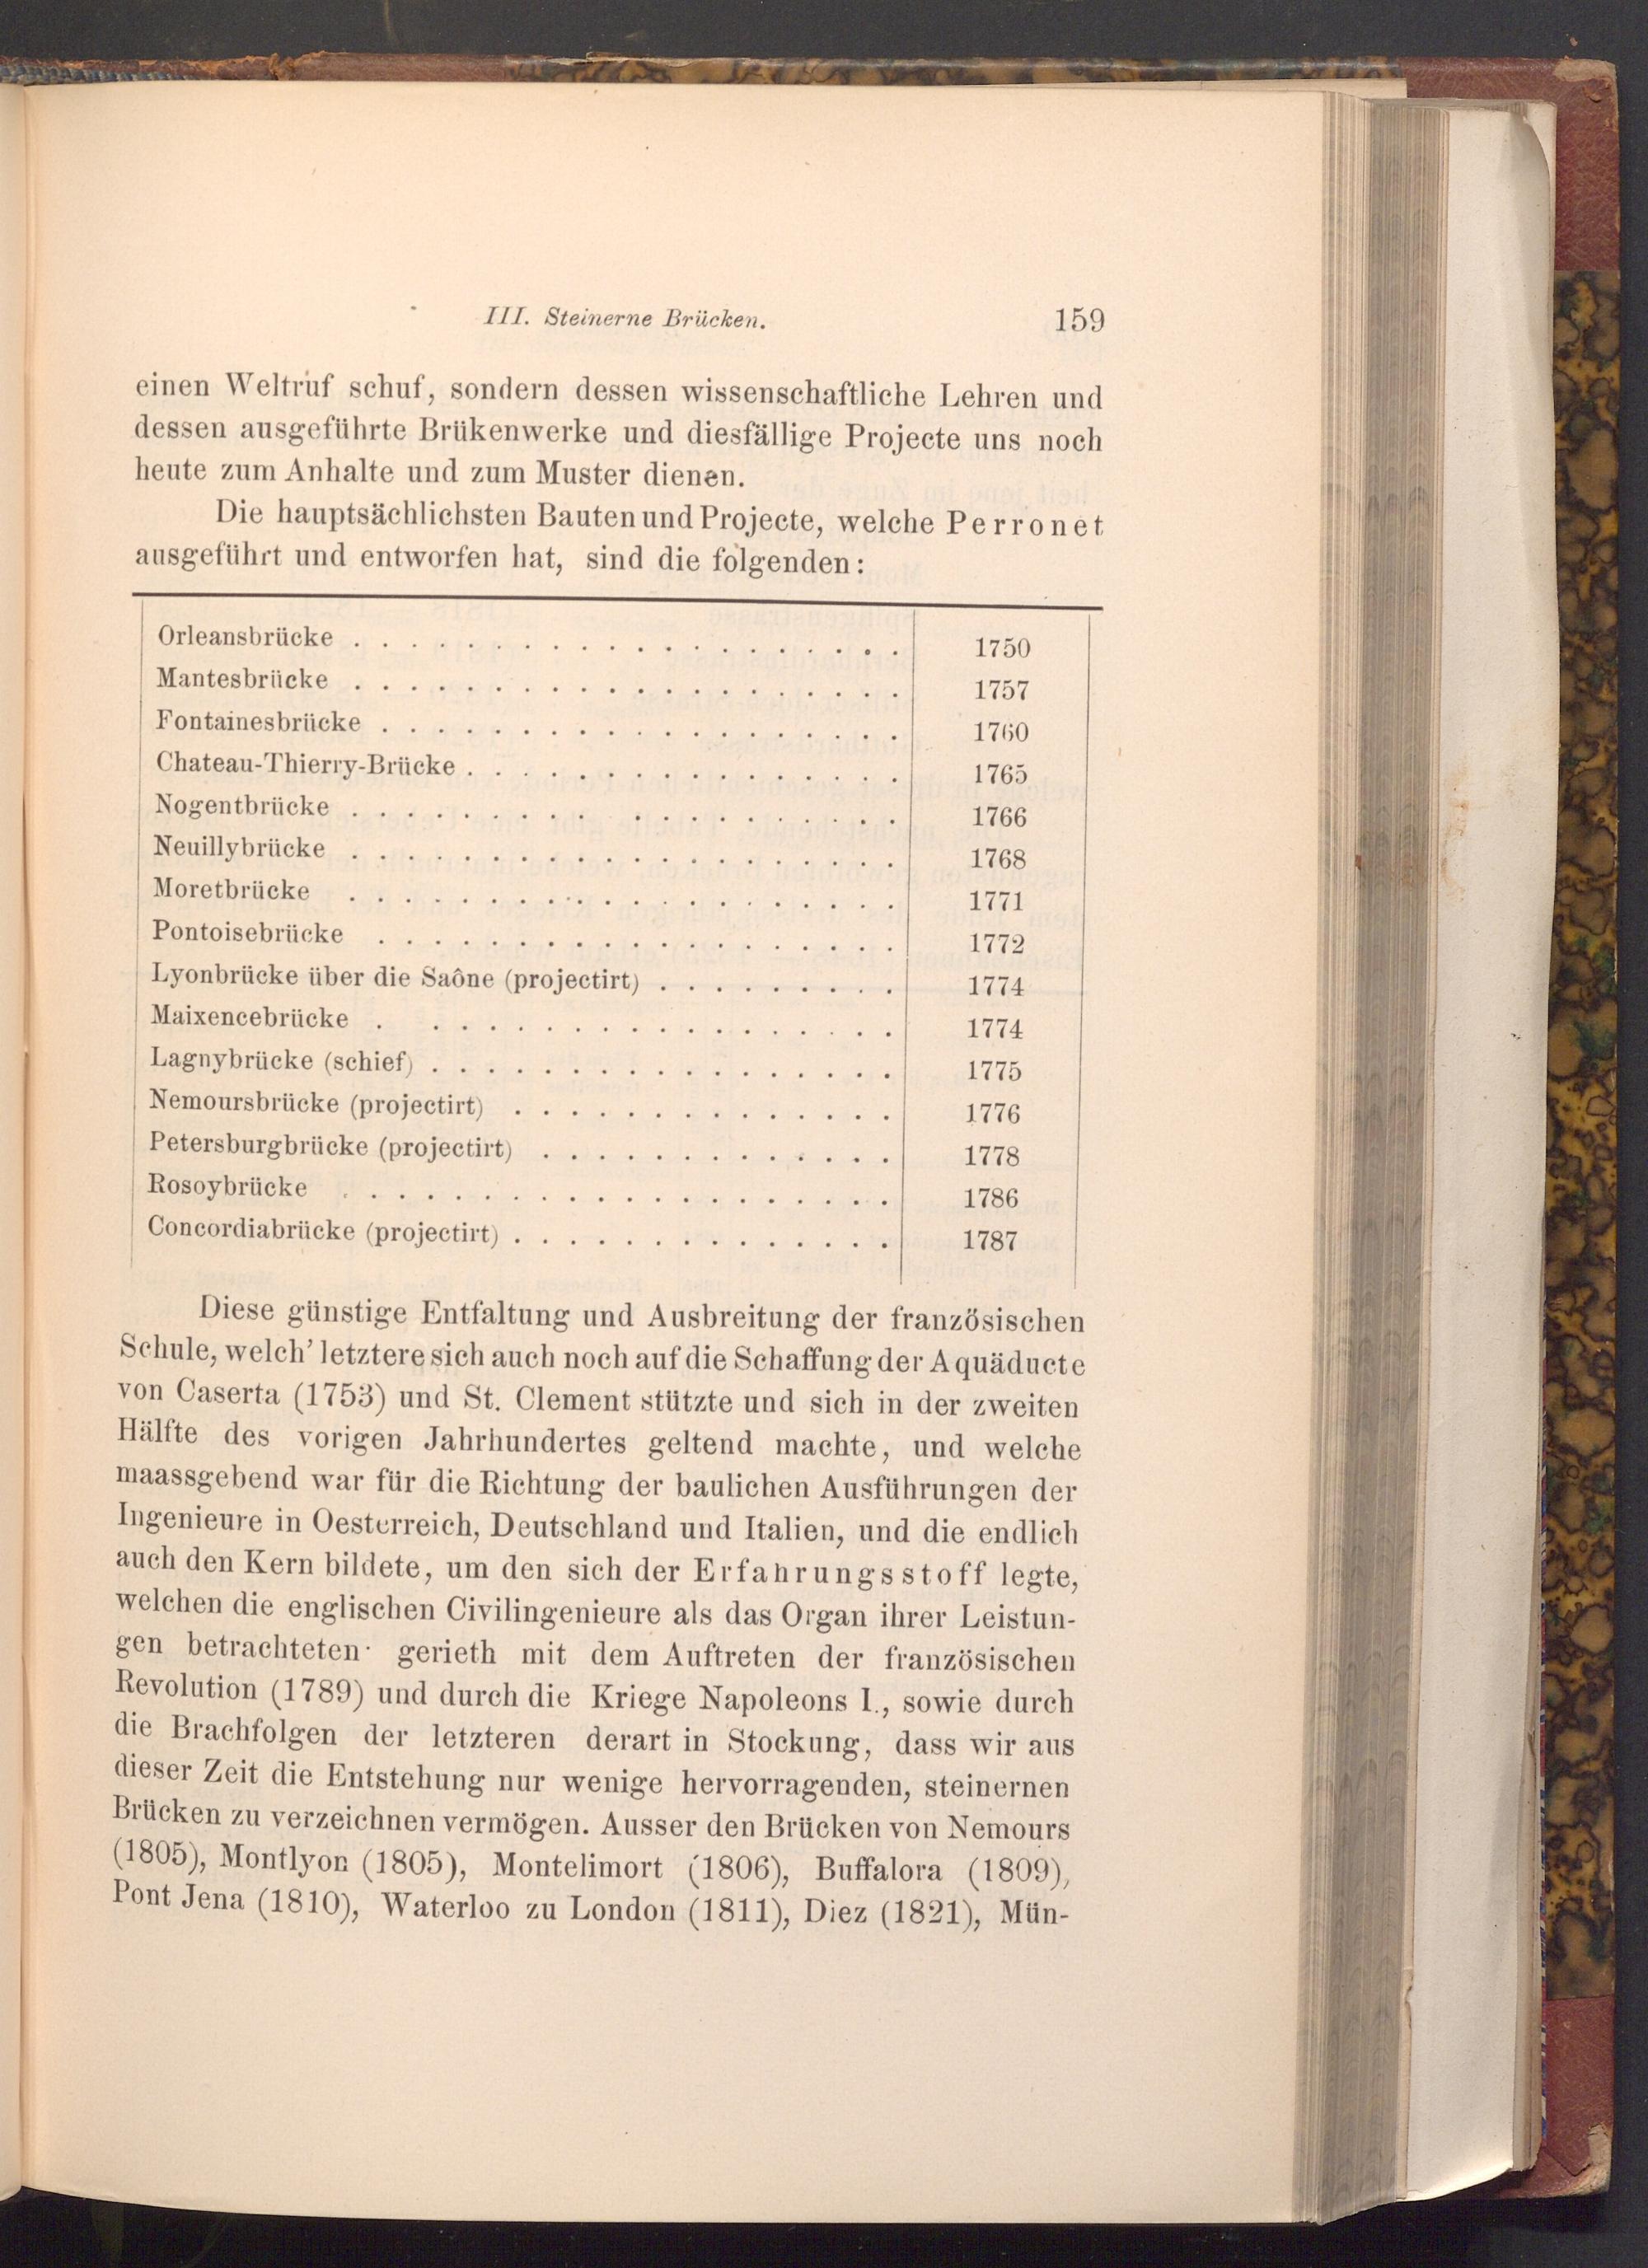 III. Steinerne Brücken. 159
einen Weltruf schuf, sondern dessen wissenschaftliche Lehren und
dessen ausgeführte Brükenwerke und diesfällige Projecte uns noch
heute zum Anhalte und zum Muster dienen.
Die hauptsächlichsten Bauten und Projecte, welche Perronet
ausgeführt und entworfen hat, sind die folgenden:
Orleansbrücke . . . . . . . . . . . . . . . . . . . . 1750
Mantesbrücke . . . . . . . . . . . . . . . . . . . . 1757
Fontainesbrücke . . . . . . . . . . . . . . . . . . . 1760
Chateau-Thierry-Brücke . . . . . . . . . . . . . . . . 1765
Nogentbrücke . . . . . . . . . . . . . . . . . . . 1766
Neuillybrücke . . . . . . . . . . . . . . . . . . . . 1768
Moretbrücke . . . . . . . . . . . . . . . . . . . . 1771
Pontoisebrücke . . . . . . . . . . . . . . . . . . . 1772
Lyonbrücke über die Saône (projectirt) . . . . . . . . . 1774
Maixencebrücke . . . . . . . . . . . . . . . . . . 1774
Lagnybrücke (schief) . . . . . . . . . . . . . . . . . 1775
Nemoursbrücke (projectirt) . . . . . . . . . . . . . . 1776
Petersburgbrücke (projectirt) . . . . . . . . . . . . . 1778
Rosoybrücke . . . . . . . . . . . . . . . . . . . . 1786
Concordiabrücke (projectirt) . . . . . . . . . . . . . . 1787
Diese günstige Entfaltung und Ausbreitung der französischen
Schule, welch' letztere sich auch noch auf die Schaffung der Aquäducte
von Caserta (1753) und St. Clement stützte und sich in der zweiten
Hälfte des vorigen Jahrhundertes geltend machte, und welche
maassgebend war für die Richtung der baulichen Ausführungen der
Ingenieure in Oesterreich, Deutschland und Italien, und die endlich
auch den Kern bildete, um den sich der Erfahrungsstoff legte,
welchen die englischen Civilingenieure als das Organ ihrer Leistun-
gen betrachteten· gerieth mit dem Auftreten der französischen
Revolution (1789) und durch die Kriege Napoleons I., sowie durch
die Brachfolgen der letzteren derart in Stockung, dass wir aus
dieser Zeit die Entstehung nur wenige hervorragenden, steinernen
Brücken zu verzeichnen vermögen. Ausser den Brücken von Nemours
(1805), Montlyon (1805), Montelimort (1806), Buffalora (1809),
Pont Jena (1810), Waterloo zu London (1811), Diez (1821), Mün-